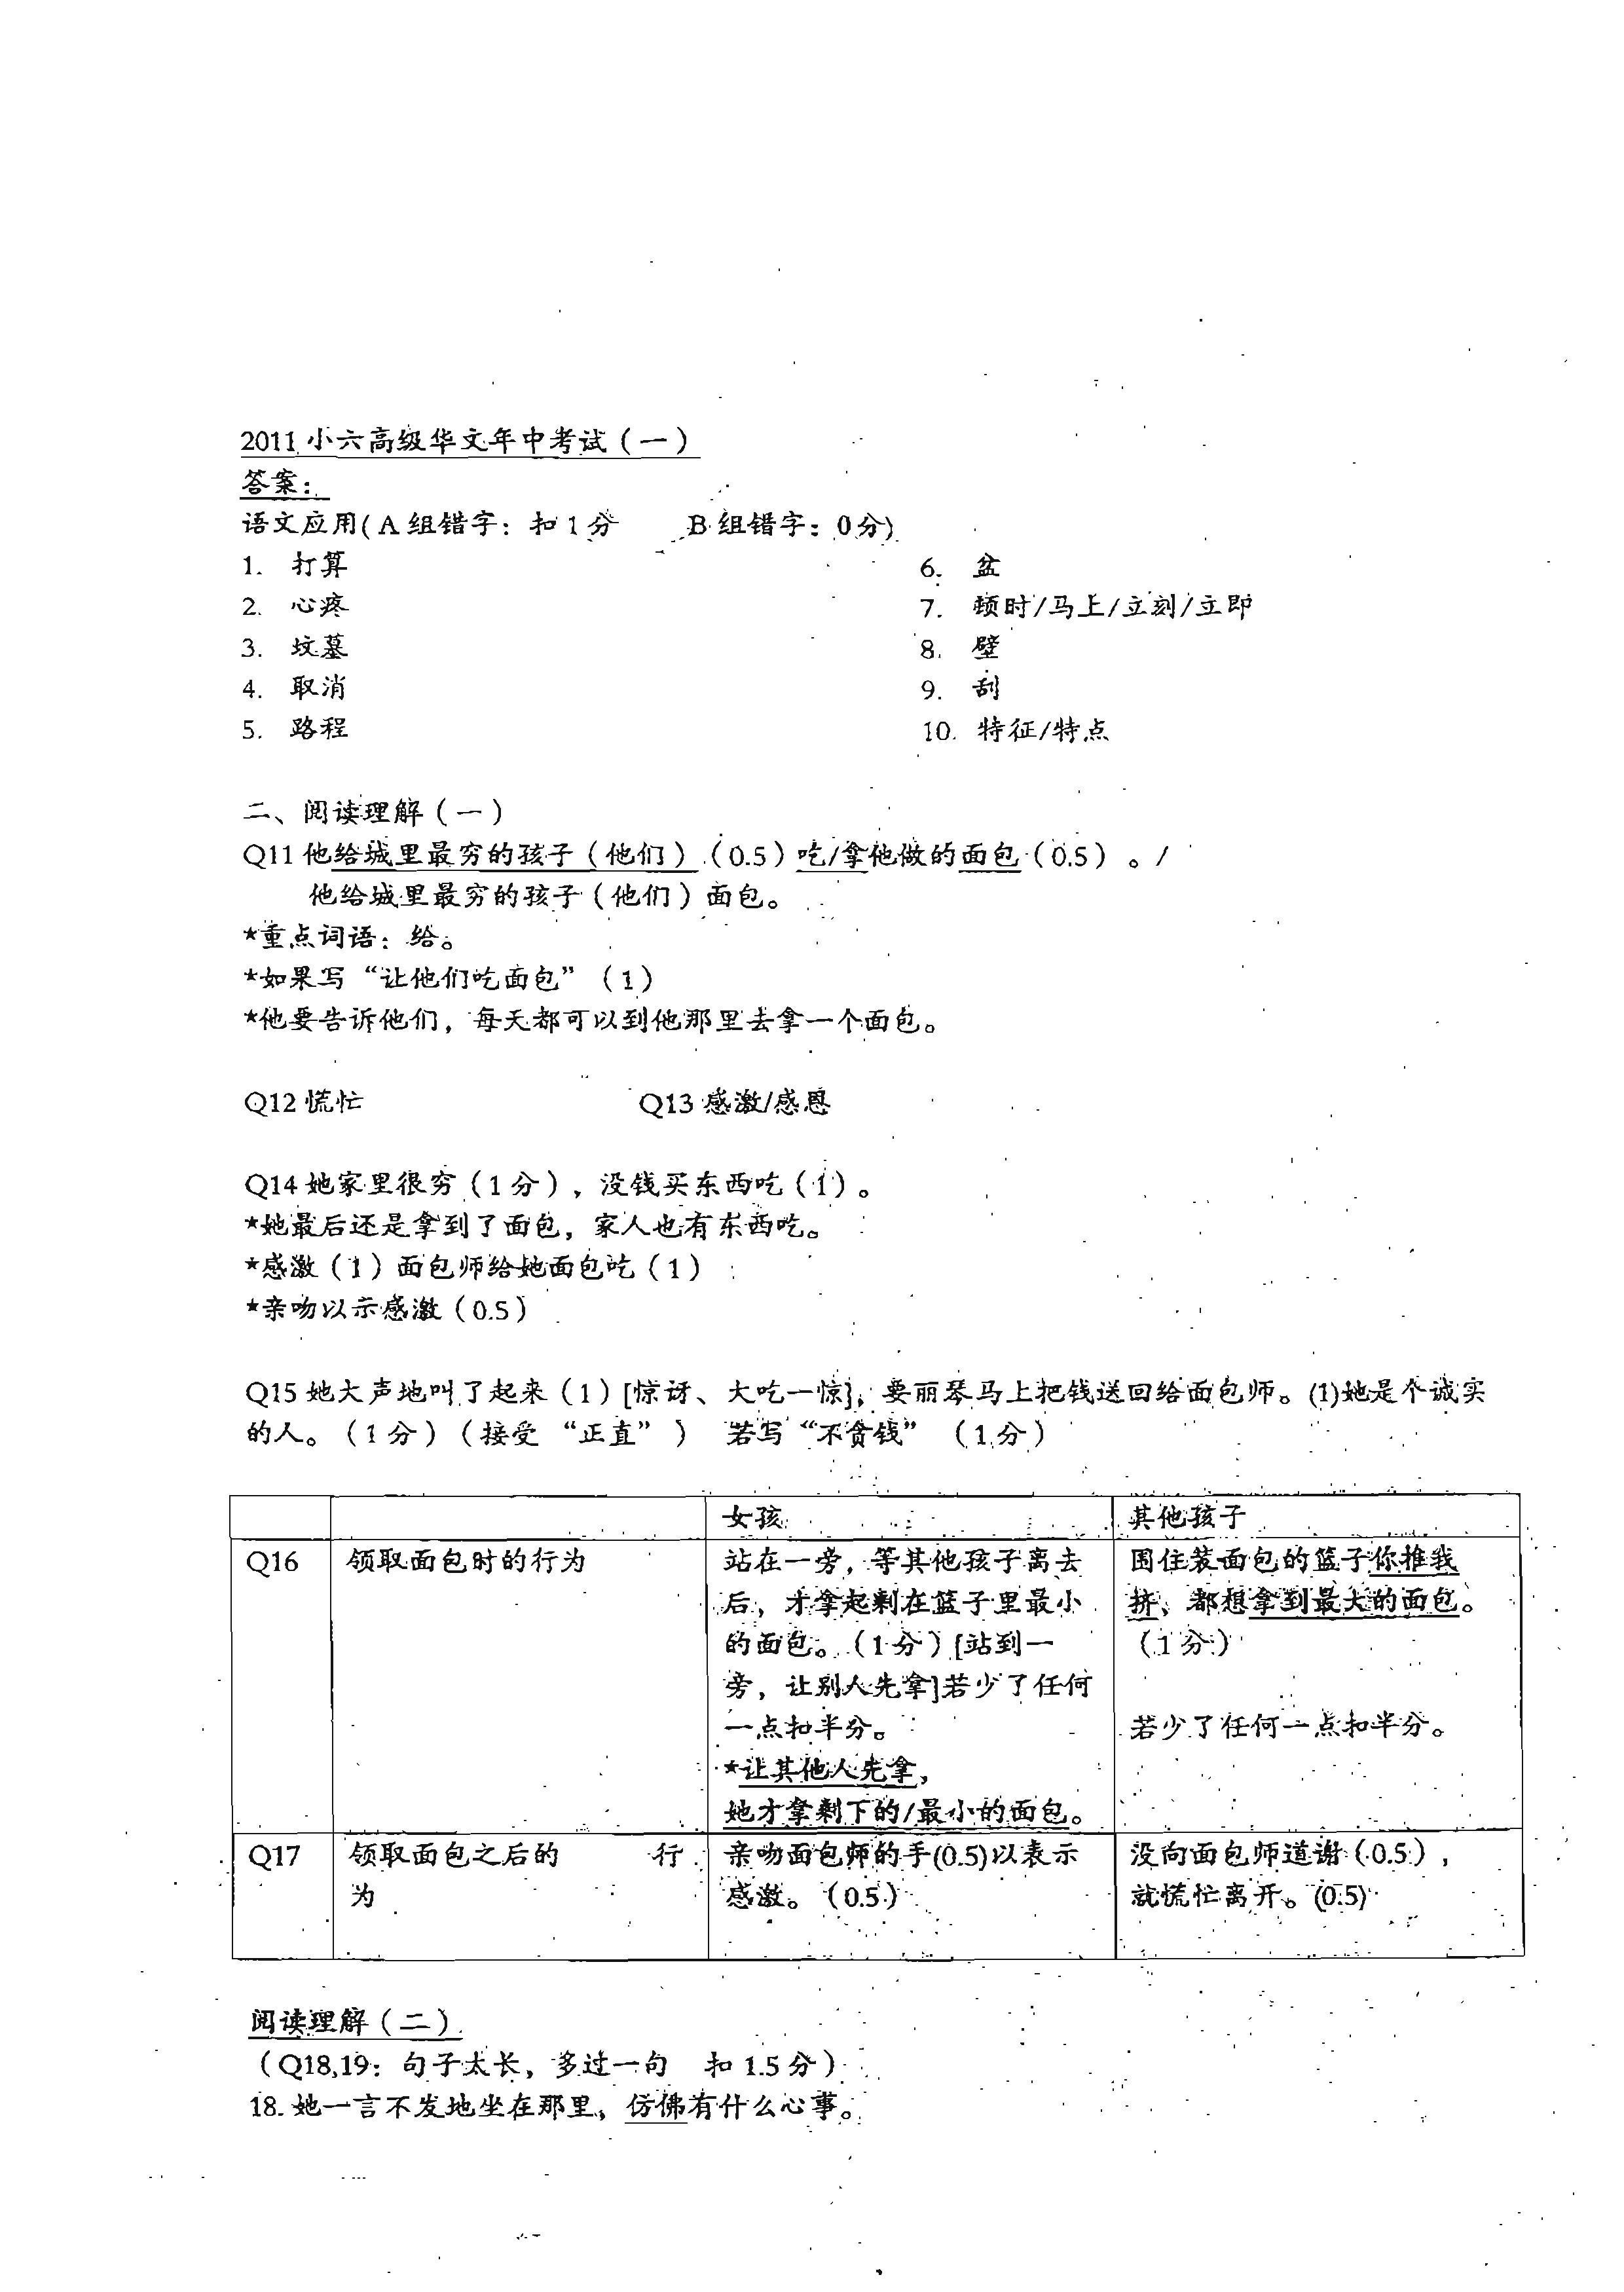 2011 小六高级华文年中考试（一）
答案：
语文应用(A组错字：扣1分 B组错字：0分)
1. 打算
2. 心疼
3. 坟墓
4. 取消
5. 路程
6. 盆
7. 顿时/马上/立刻/立即
8. 壁
9. 刮
10. 特征/特点
二、阅读理解（一）
Q11 他给城里最穷的孩子（他们）（0.5）吃/拿他做的面包（0.5）。/
他给城里最穷的孩子（他们）面包。
*重点词语：给。
*如果写“让他们吃面包”（1）
*他要告诉他们，每天都可以到他那里去拿一个面包。
Q12 慌忙 Q13 感激/感恩
Q14 她家里很穷（1分），没钱买东西吃（1）。
*她最后还是拿到了面包，家人也有东西吃。
*感激（1）面包师给她面包吃（1）
*亲吻以示感激（0.5）
Q15 她大声地叫了起来（1）[惊讶、大吃一惊]，要丽琴马上把钱送回给面包师。(1)她是个诚实
的人。（1分）（接受 “正直”） 若写“不贪钱”（1分）
女孩 其他孩子
Q16 领取面包时的行为
站在一旁，等其他孩子离去
后，才拿起剩在篮子里最小
的面包。（1分）[站到一
旁，让别人先拿]若少了任何
一点扣半分。
*让其他人先拿，
她才拿剩下的/最小的面包。
围住装面包的篮子你推我
挤、都想拿到最大的面包。
（1分）
若少了任何一点扣半分。
Q17 领取面包之后的 行
为
亲吻面包师的手(0.5)以表示
感激。（0.5）
没向面包师道谢（0.5），
就慌忙离开。(0.5)
阅读理解（二）
（Q18,19：句子太长，多过一句 扣1.5分）
18. 她一言不发地坐在那里，仿佛有什么心事。